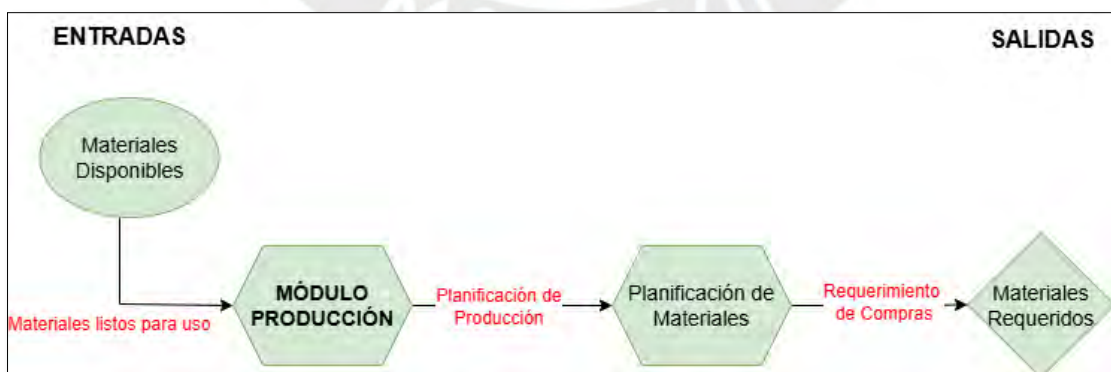 ENTRADAS
SALIDAS
Materiales
Disponibles
Materiales listos para uso
MÓDULO
PRODUCCIÓN
Planificación de
Producción
Planificación de
Materiales
Requerimiento
de Compras
Materiales
Requeridos